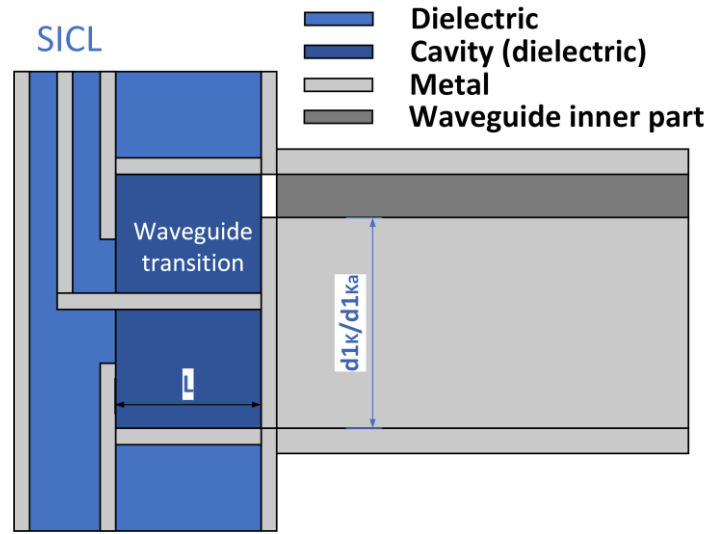 SICL
Dielectric
Cavity (dielectric)
Metal
Waveguide inner part
Waveguide
transition
L
d1K/d1Ka